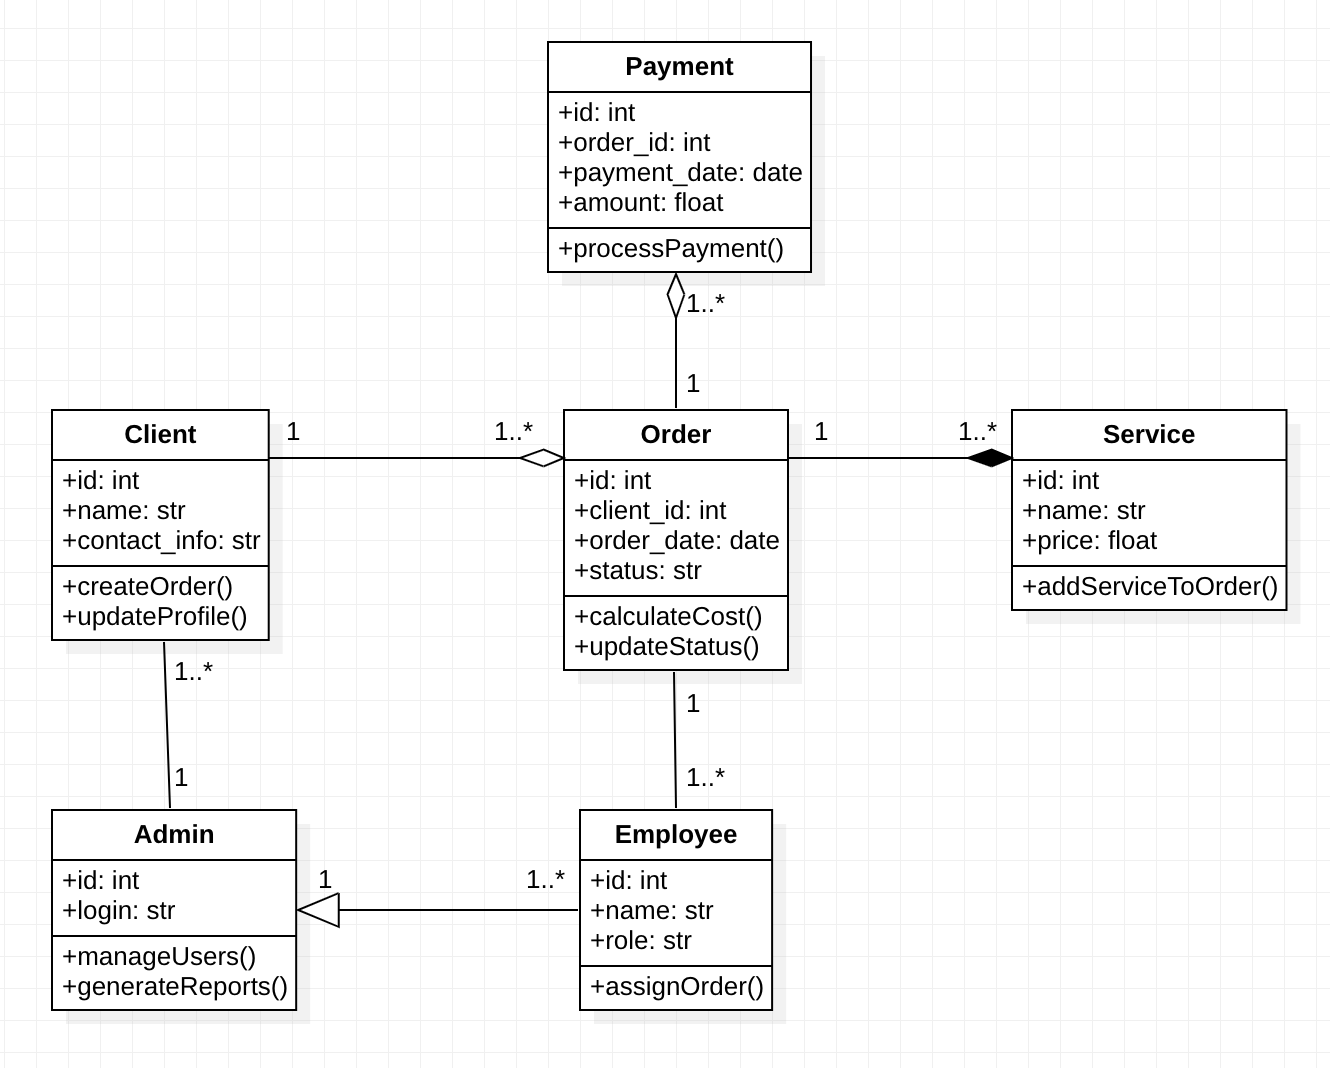 Payment
+id: int
+order_id: int
+payment_date: date
+amount: float
+processPayment()
1..*
1
Client
+id: int
+name: str
+contact_info: str
+createOrder()
+updateProfile()
1
1..*
Order
+id: int
+client_id: int
+order_date: date
+status: str
+calculateCost()
+updateStatus()
1
1..*
Service
+id: int
+name: str
+price: float
+addServiceToOrder()
1..*
1
1
1..*
Admin
+id: int
+login: str
+manageUsers()
+generateReports()
1
1..*
Employee
+id: int
+name: str
+role: str
+assignOrder()